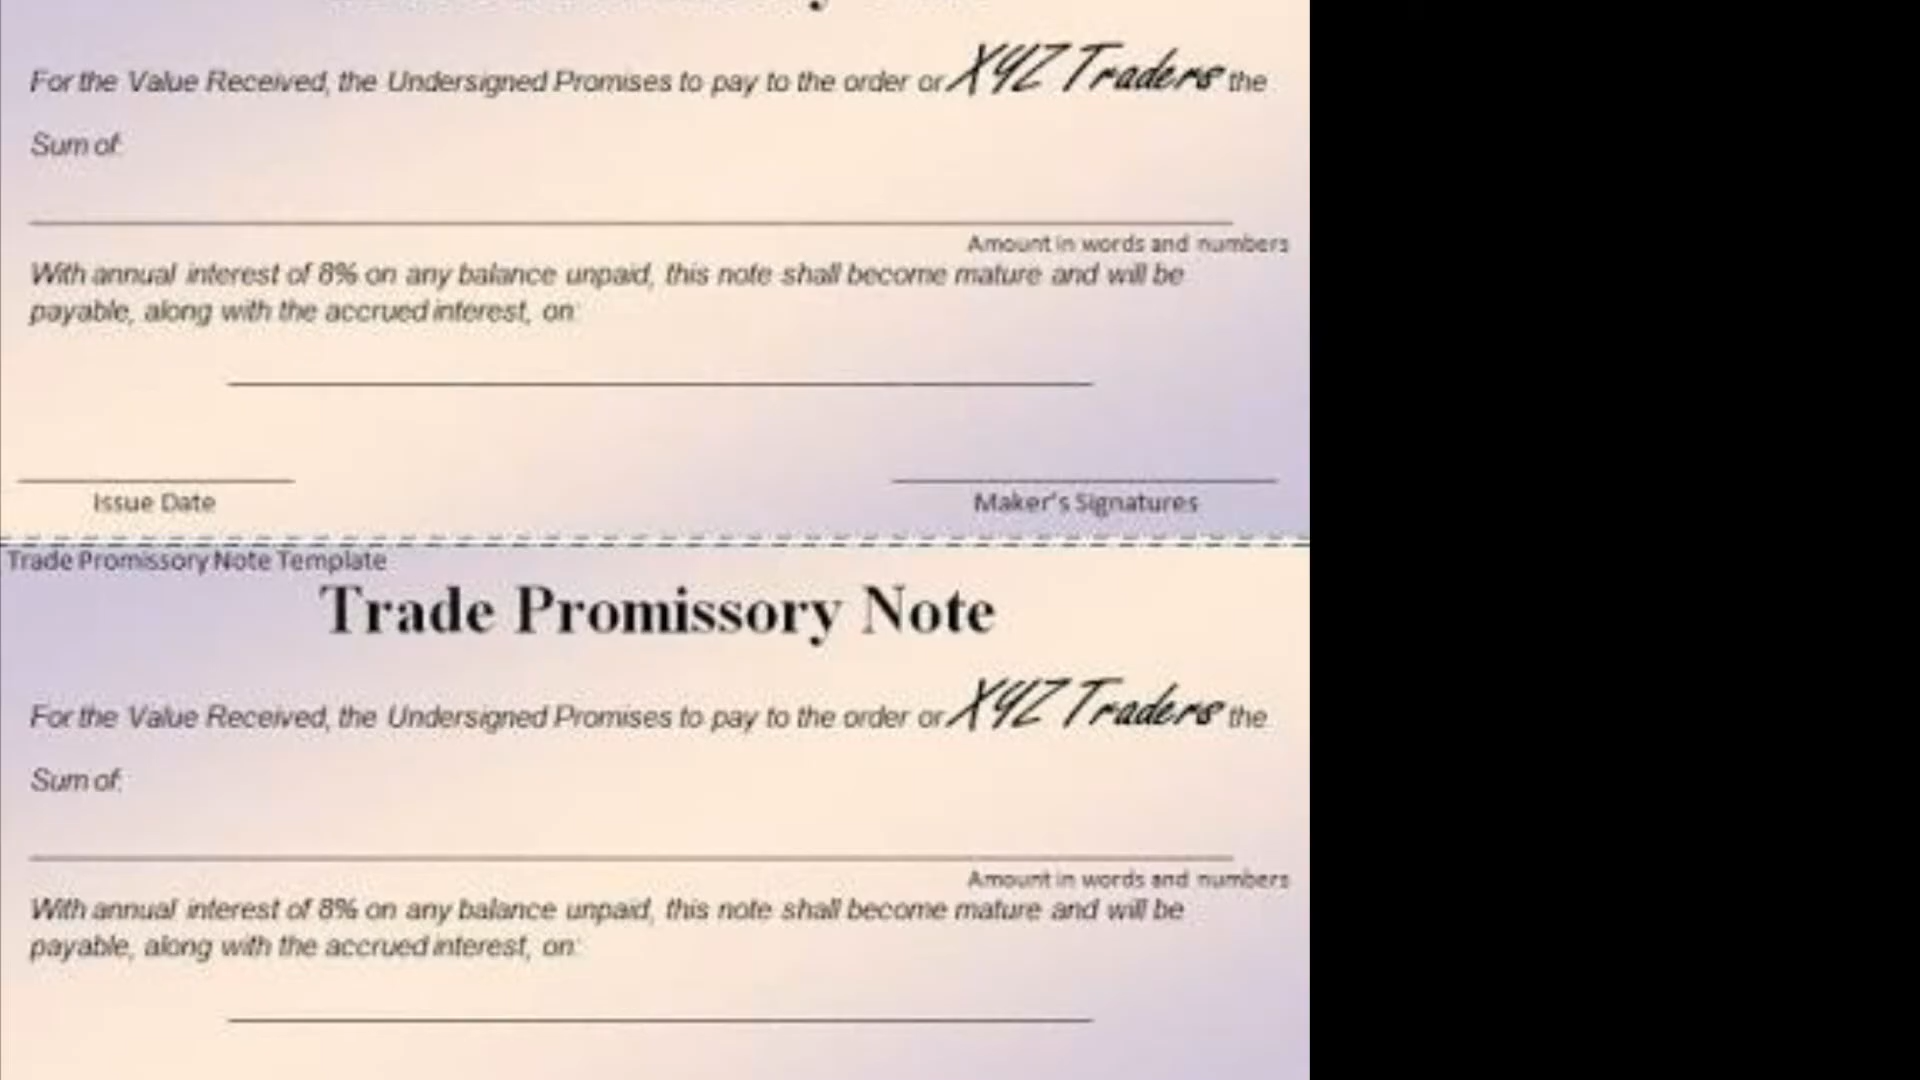 For the Value Received, the Undersigned Promises to pay to the order or XYZ Traders the
Sum of:
Amount in words and numbers
With annual interest of 8% on any balance unpaid, this note shall become mature and will be
payable, along with the accrued interest, on:
Issue Date
Maker's Signatures
Trade Promissory Note Template
Trade Promissory Note
For the Value Received, the Undersigned Promises to pay to the order or XYZ Traders the
Sum of:
Amount in words and numbers
With annual interest of 8% on any balance unpaid, this note shall become mature and will be
payable, along with the accrued interest, on: